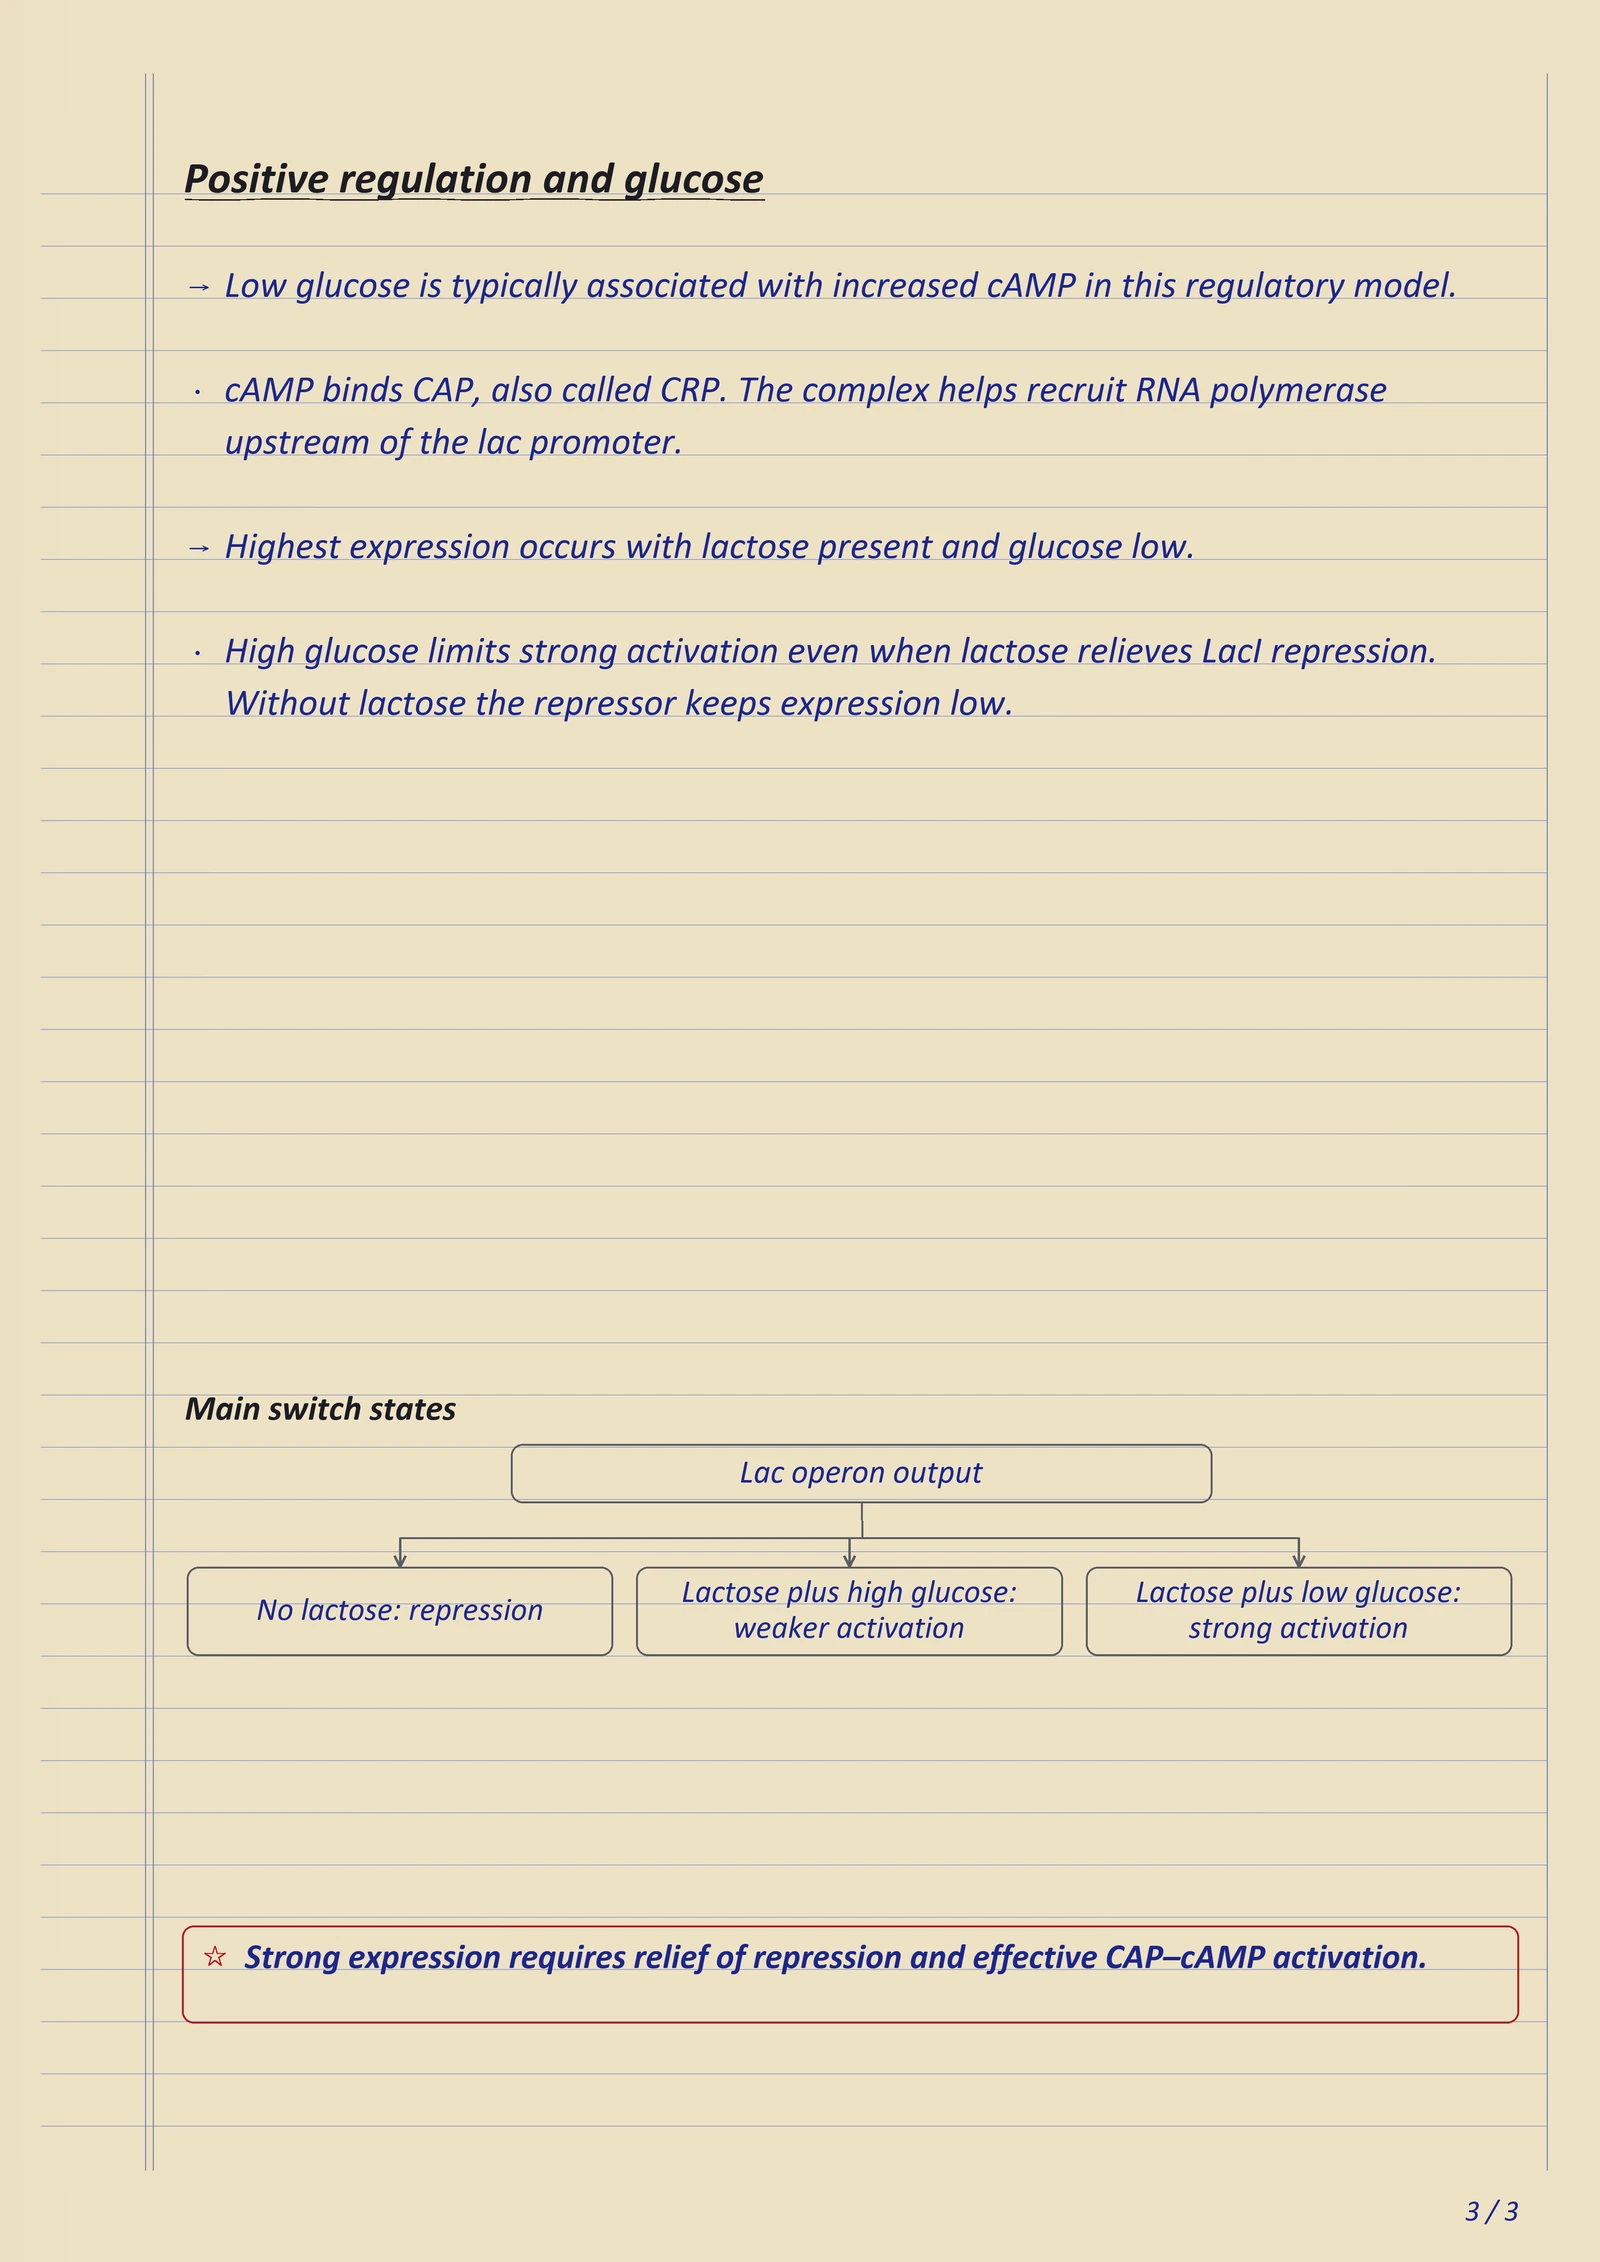 Positive regulation and glucose
→ Low glucose is typically associated with increased cAMP in this regulatory model.
· cAMP binds CAP, also called CRP. The complex helps recruit RNA polymerase
upstream of the lac promoter.
→ Highest expression occurs with lactose present and glucose low.
· High glucose limits strong activation even when lactose relieves LacI repression.
Without lactose the repressor keeps expression low.
Main switch states
Lac operon output
No lactose: repression
Lactose plus high glucose:
weaker activation
Lactose plus low glucose:
strong activation
☆ Strong expression requires relief of repression and effective CAP–cAMP activation.
3 / 3